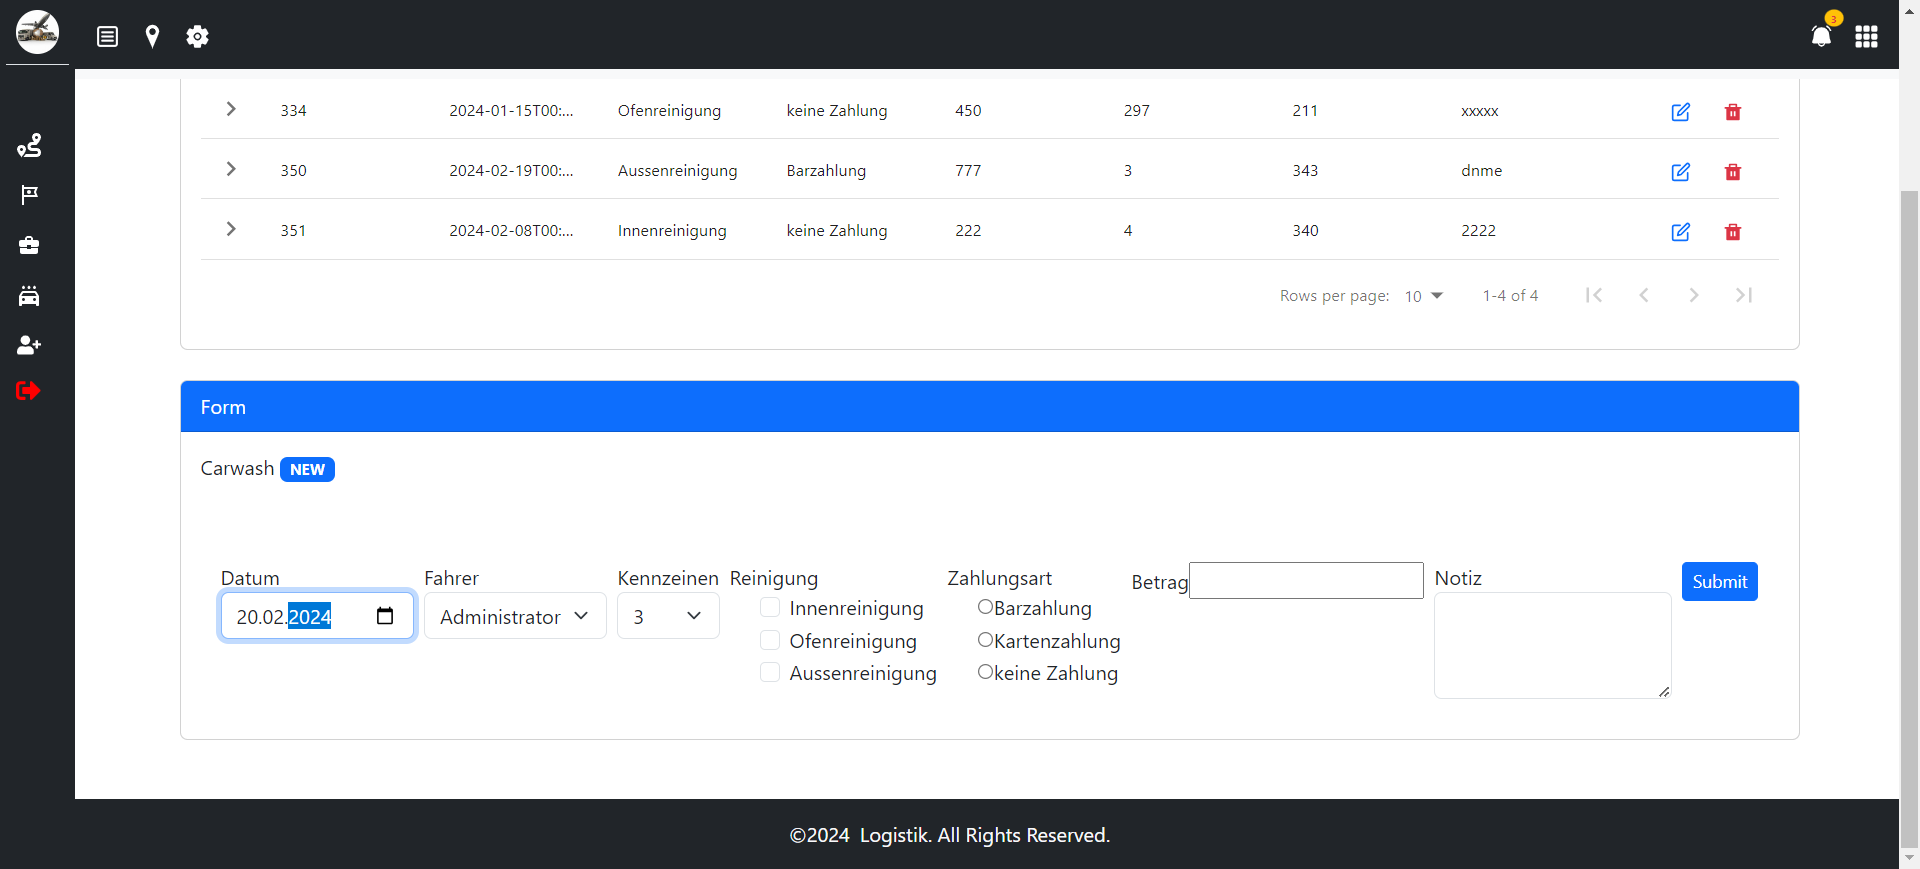 3
334 2024-01-15T00:... Ofenreinigung keine Zahlung 450 297 211 xxxxx
350 2024-02-19T00:... Aussenreinigung Barzahlung 777 3 343 dnme
351 2024-02-08T00:... Innenreinigung keine Zahlung 222 4 340 2222
Rows per page: 10 1-4 of 4
Form
Carwash NEW
Datum Fahrer Kennzeinen Reinigung Zahlungsart Betrag Notiz Submit
20.02.2024 Administrator 3
Innenreinigung Barzahlung
Ofenreinigung Kartenzahlung
Aussenreinigung keine Zahlung
©2024 Logistik. All Rights Reserved.